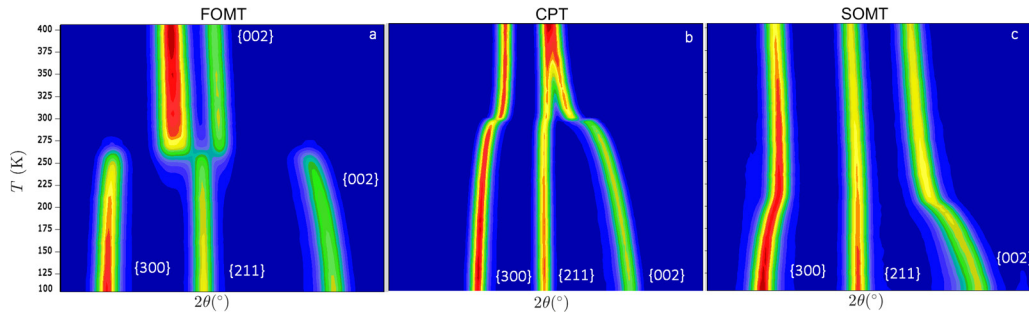 FOMT
CPT
SOMT
a
b
c
{002}
400
375
350
325
300
275
250
225
200
175
150
125
100
T (K)
{300}
{211}
{002}
{300}
{211}
{002}
{300}
{211}
{002}
2θ(°)
2θ(°)
2θ(°)